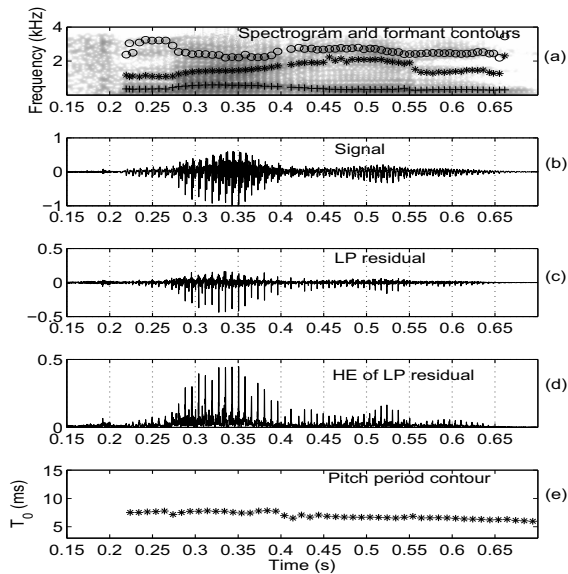 4
2
Frequency (kHz)
Spectrogram and formant contours
(a)
0.15 0.2 0.25 0.3 0.35 0.4 0.45 0.5 0.55 0.6 0.65
1
0
−1
Signal
(b)
0.15 0.2 0.25 0.3 0.35 0.4 0.45 0.5 0.55 0.6 0.65
0.5
0
−0.5
LP residual
(c)
0.15 0.2 0.25 0.3 0.35 0.4 0.45 0.5 0.55 0.6 0.65
0.5
0
HE of LP residual
(d)
0.15 0.2 0.25 0.3 0.35 0.4 0.45 0.5 0.55 0.6 0.65
15
10
5
T0 (ms)
Pitch period contour
(e)
0.15 0.2 0.25 0.3 0.35 0.4 0.45 0.5 0.55 0.6 0.65
Time (s)